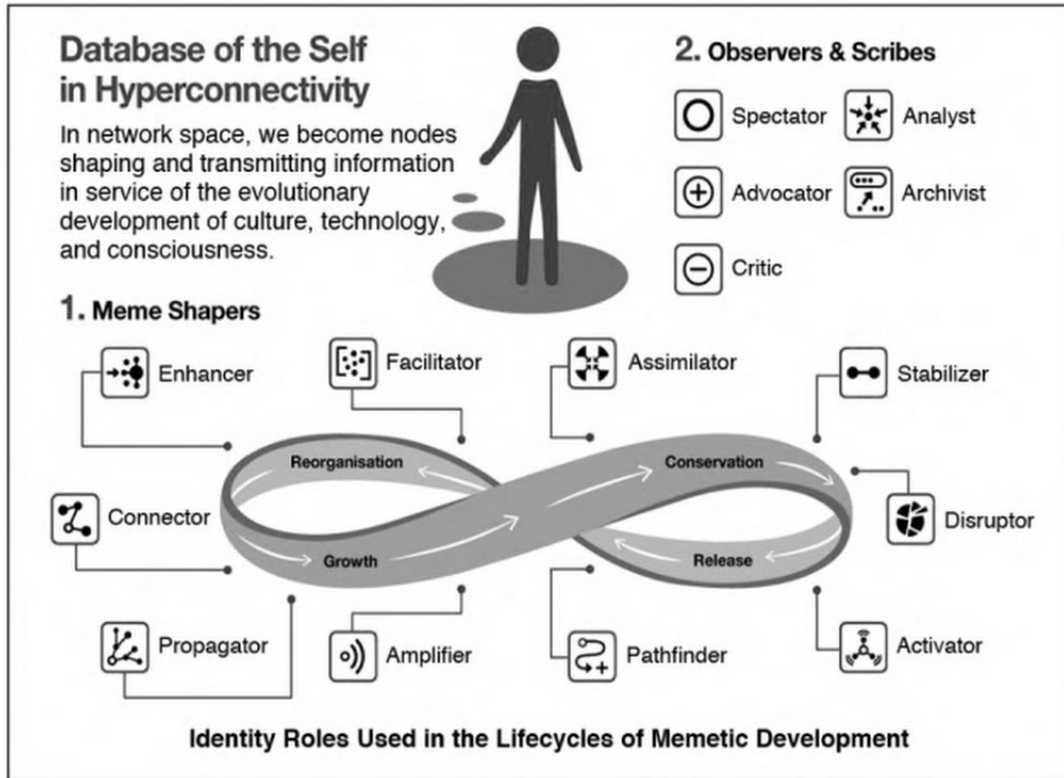 Database of the Self
in Hyperconnectivity
In network space, we become nodes
shaping and transmitting information
in service of the evolutionary
development of culture, technology,
and consciousness.
2. Observers & Scribes
Spectator
Analyst
Advocator
Archivist
Critic
1. Meme Shapers
Enhancer
Facilitator
Assimilator
Stabilizer
Reorganisation
Conservation
Connector
Disruptor
Growth
Release
Propagator
Amplifier
Pathfinder
Activator
Identity Roles Used in the Lifecycles of Memetic Development